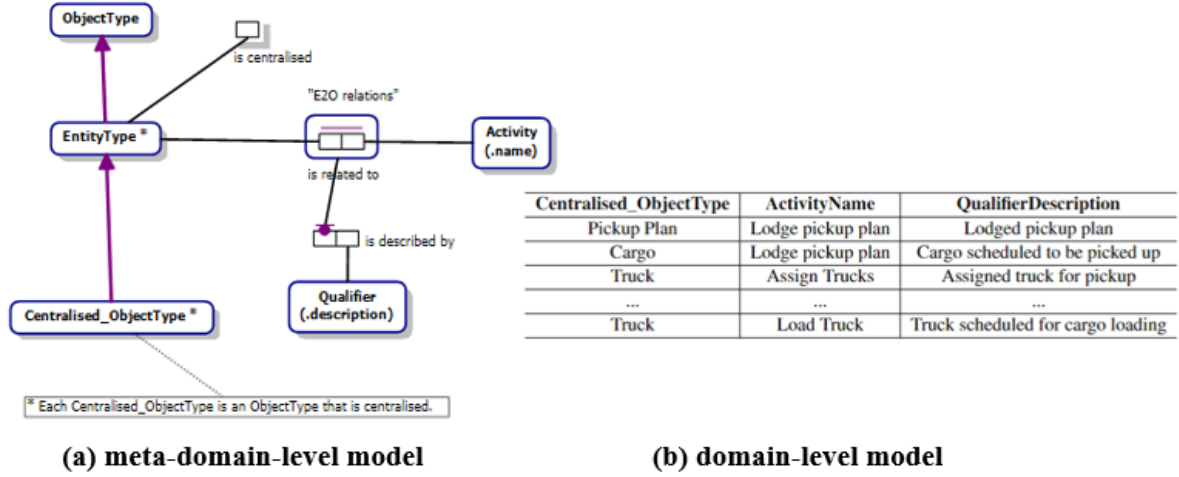 ObjectType
is centralised
"E2O relations"
EntityType *
Activity
(.name)
is related to
is described by
Qualifier
(.description)
Centralised_ObjectType *
* Each Centralised_ObjectType is an ObjectType that is centralised.
(a) meta-domain-level model
Centralised_ObjectType ActivityName QualifierDescription
Pickup Plan Lodge pickup plan Lodged pickup plan
Cargo Lodge pickup plan Cargo scheduled to be picked up
Truck Assign Trucks Assigned truck for pickup
... ... ...
Truck Load Truck Truck scheduled for cargo loading
(b) domain-level model